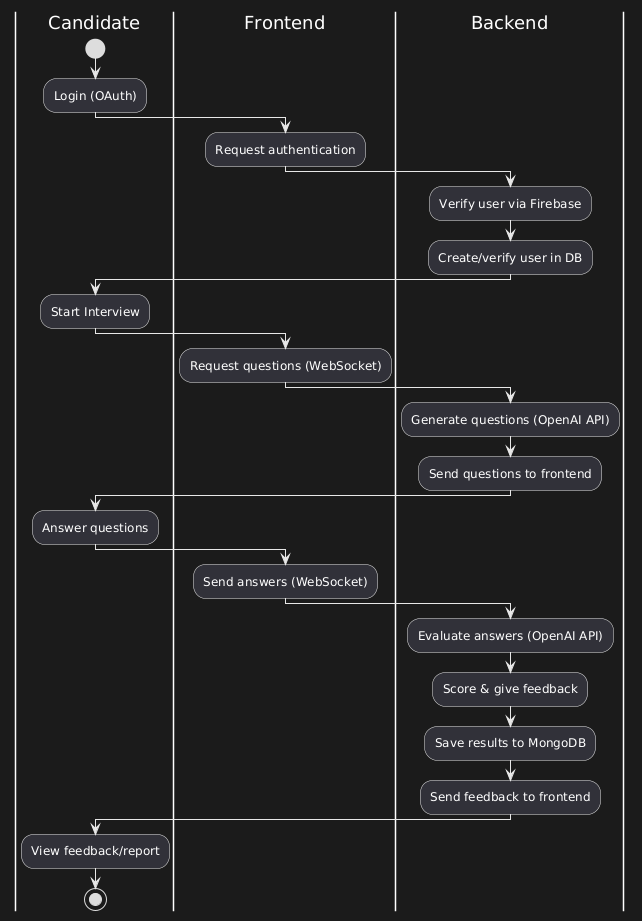 Candidate
Frontend
Backend
Login (OAuth)
Request authentication
Verify user via Firebase
Create/verify user in DB
Start Interview
Request questions (WebSocket)
Generate questions (OpenAI API)
Send questions to frontend
Answer questions
Send answers (WebSocket)
Evaluate answers (OpenAI API)
Score & give feedback
Save results to MongoDB
Send feedback to frontend
View feedback/report